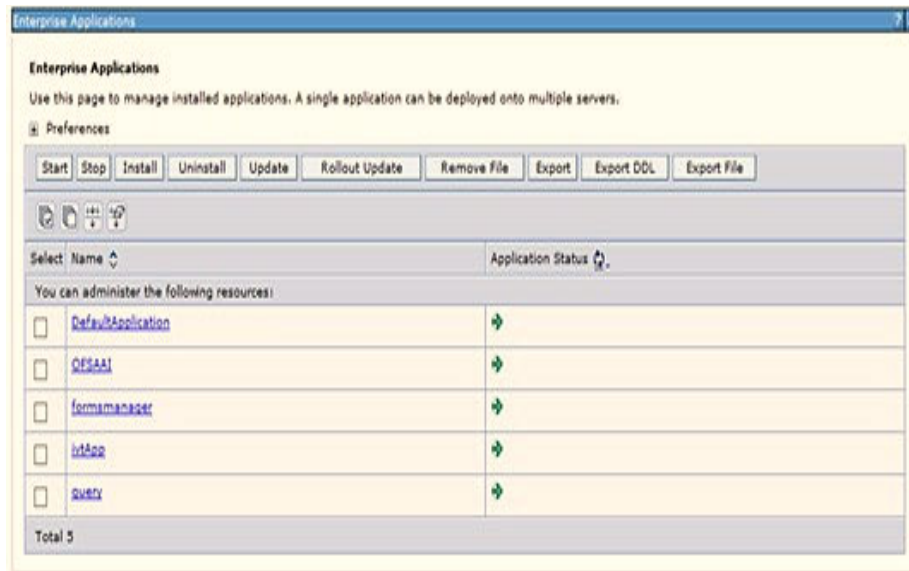 Enterprise Applications ?
Enterprise Applications
Use this page to manage installed applications. A single application can be deployed onto multiple servers.
Preferences
Start Stop Install Uninstall Update Rollout Update Remove File Export Export DDL Export File
Select Name Application Status
You can administer the following resources:
DefaultApplication
OFSAAI
formsmanager
ivtApp
query
Total 5